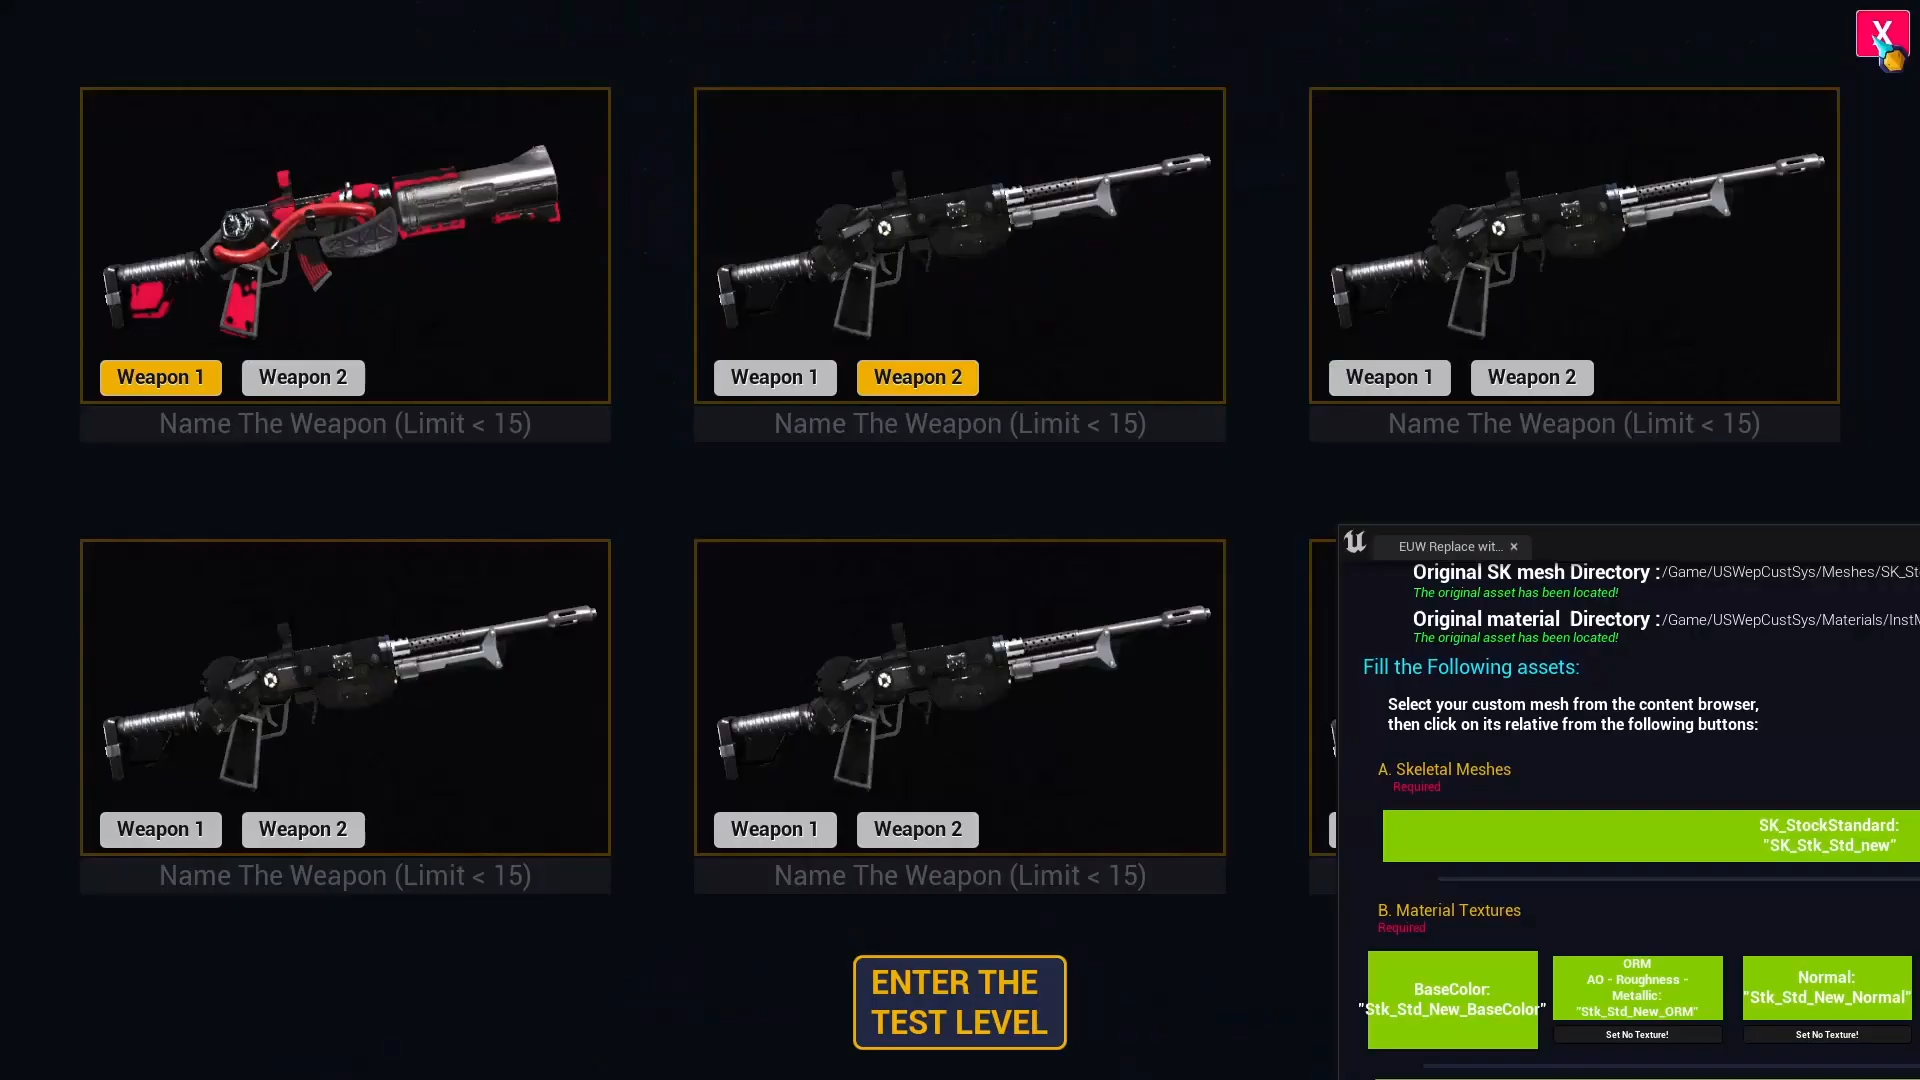 X
Weapon 1
Weapon 2
Name The Weapon (Limit < 15)
Weapon 1
Weapon 2
Name The Weapon (Limit < 15)
Weapon 1
Weapon 2
Name The Weapon (Limit < 15)
Weapon 1
Weapon 2
Name The Weapon (Limit < 15)
Weapon 1
Weapon 2
Name The Weapon (Limit < 15)
ENTER THE
TEST LEVEL
EUW Replace wit...
Original SK mesh Directory :/Game/USWepCustSys/Meshes/SK_St
The original asset has been located!
Original material Directory :/Game/USWepCustSys/Materials/Inst
The original asset has been located!
Fill the Following assets:
Select your custom mesh from the content browser,
then click on its relative from the following buttons:
A. Skeletal Meshes
Required
SK_StockStandard:
"SK_Stk_Std_new"
B. Material Textures
Required
BaseColor:
"Stk_Std_New_BaseColor"
ORM
AO - Roughness -
Metallic:
"Stk_Std_New_ORM"
Set No Texture!
Normal:
"Stk_Std_New_Normal"
Set No Texture!